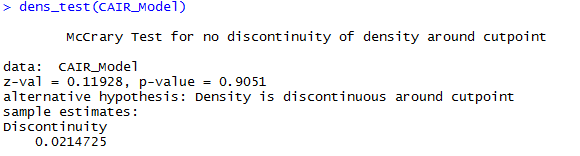 > dens_test(CAIR_Model)
McCrary Test for no discontinuity of density around cutpoint
data:  CAIR_Model
z-val = 0.11928, p-value = 0.9051
alternative hypothesis: Density is discontinuous around cutpoint
sample estimates:
Discontinuity
0.0214725